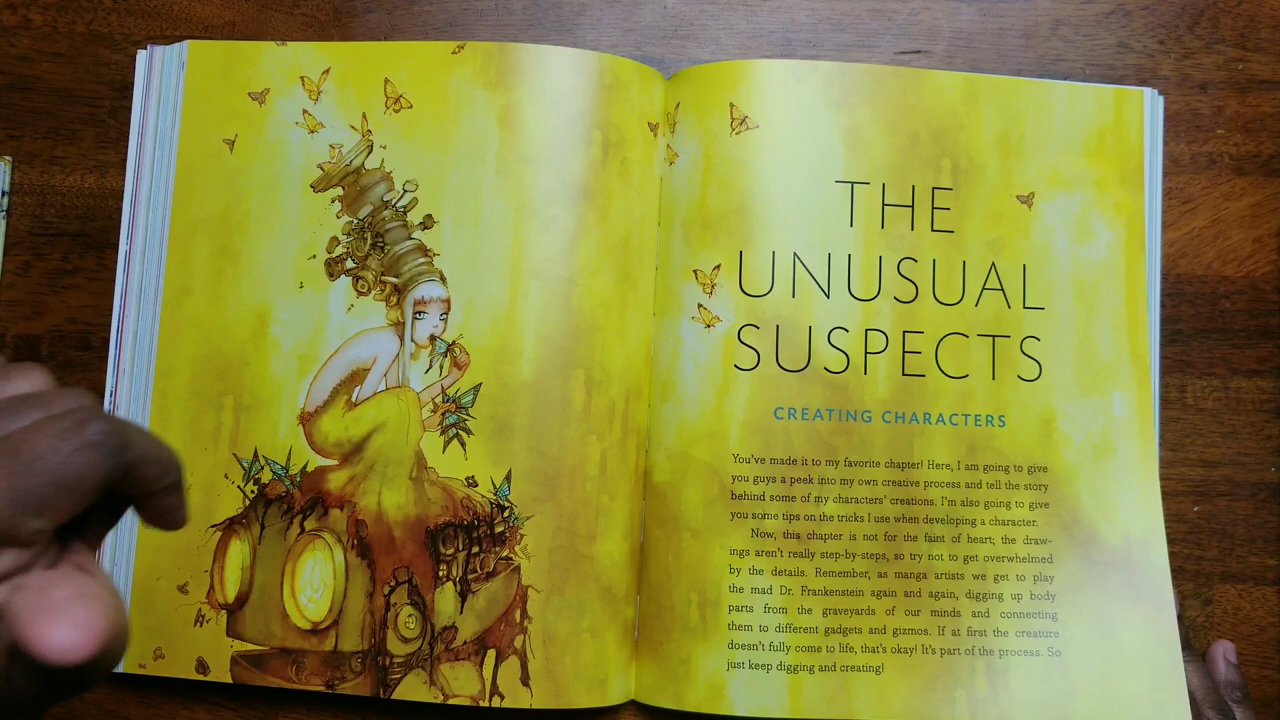 THE
UNUSUAL
SUSPECTS
CREATING CHARACTERS
You've made it to my favorite chapter! Here, I am going to give
you guys a peek into my own creative process and tell the story
behind some of my characters' creations. I'm also going to give
you some tips on the tricks I use when developing a character.
Now, this chapter is not for the faint of heart; the draw-
ings aren't really step-by-steps, so try not to get overwhelmed
by the details. Remember, as manga artists we get to play
the mad Dr. Frankenstein again and again, digging up body
parts from the graveyards of our minds and connecting
them to different gadgets and gizmos. If at first the creature
doesn't fully come to life, that's okay! It's part of the process. So
just keep digging and creating!